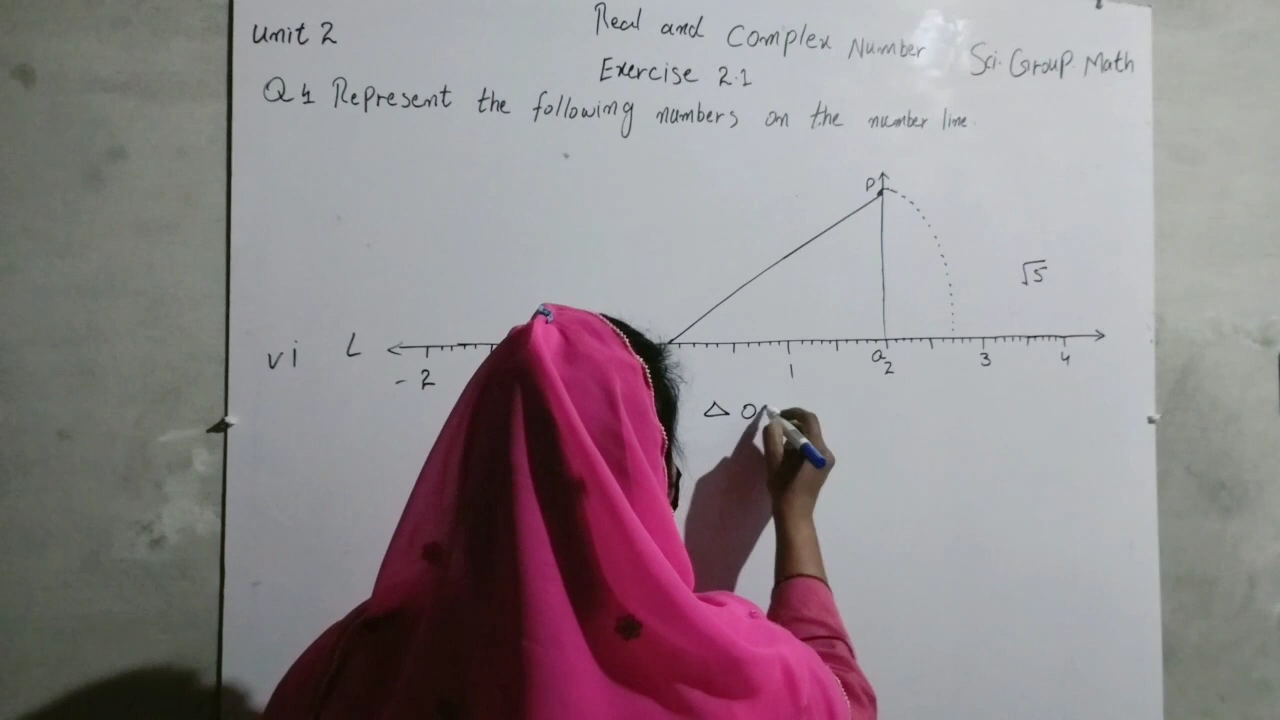 Unit 2
Real and Complex Number
Sci. Group Math
Exercise 2.1
Q4 Represent the following numbers on the number line.
P
√5
vi L
-2 1 2 3 4
a
△ O